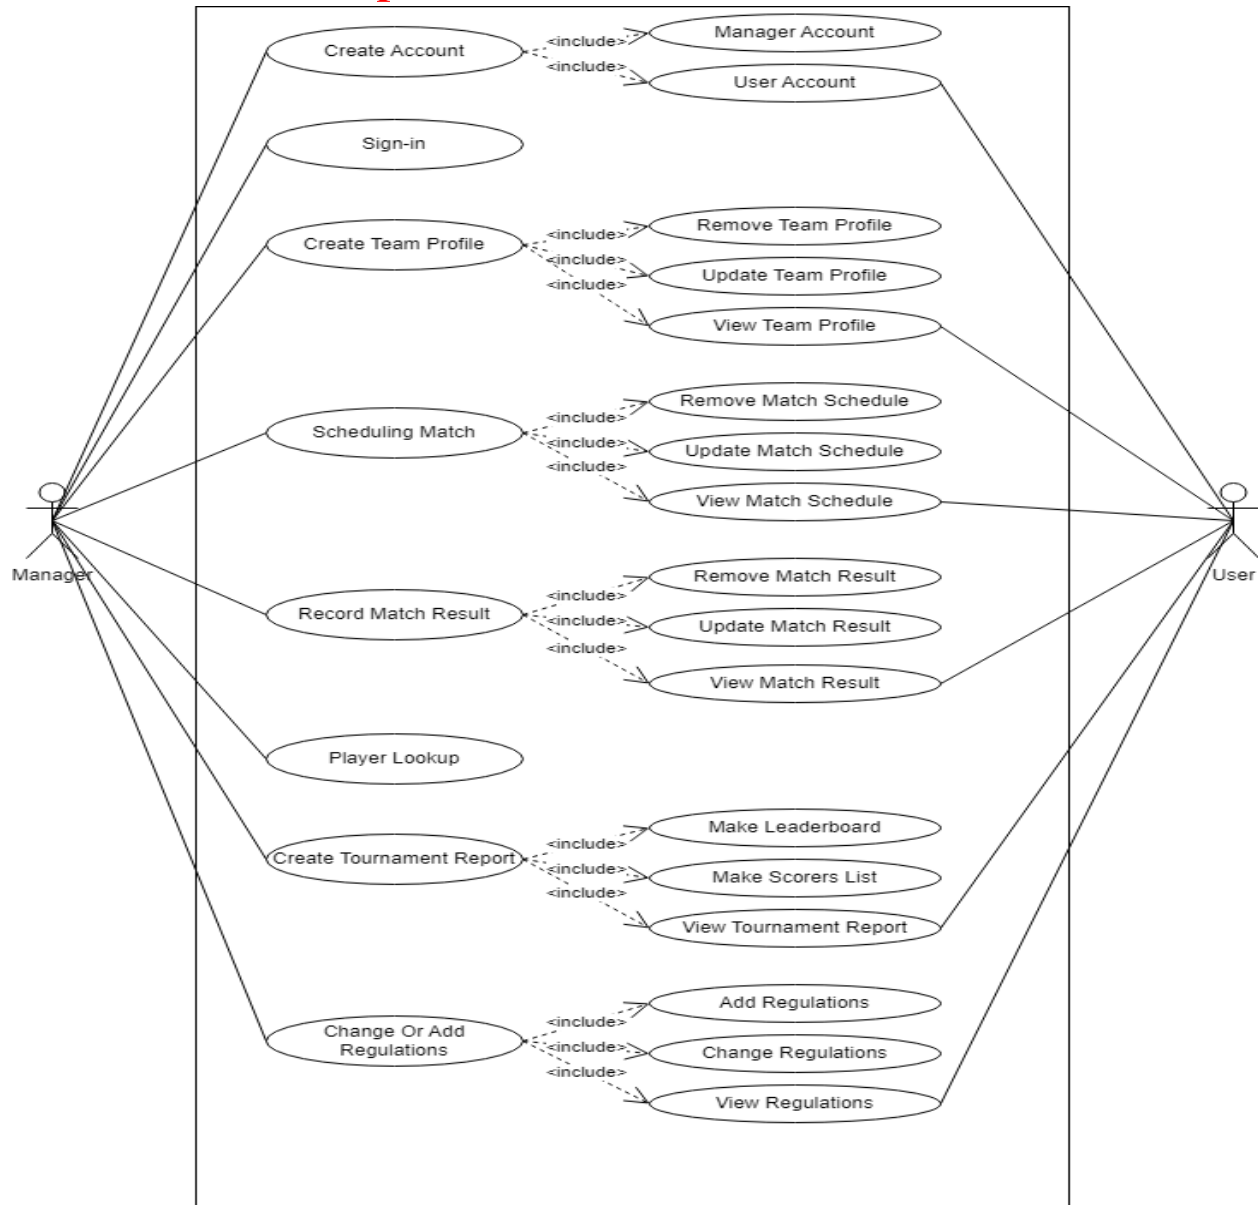 Create Account
<include>
<include>
Manager Account
User Account
Sign-in
Create Team Profile
<include>
<include>
<include>
Remove Team Profile
Update Team Profile
View Team Profile
Scheduling Match
<include>
<include>
<include>
Remove Match Schedule
Update Match Schedule
View Match Schedule
Manager
User
Record Match Result
<include>
<include>
<include>
Remove Match Result
Update Match Result
View Match Result
Player Lookup
Create Tournament Report
<include>
<include>
<include>
Make Leaderboard
Make Scorers List
View Tournament Report
Change Or Add
Regulations
<include>
<include>
<include>
Add Regulations
Change Regulations
View Regulations